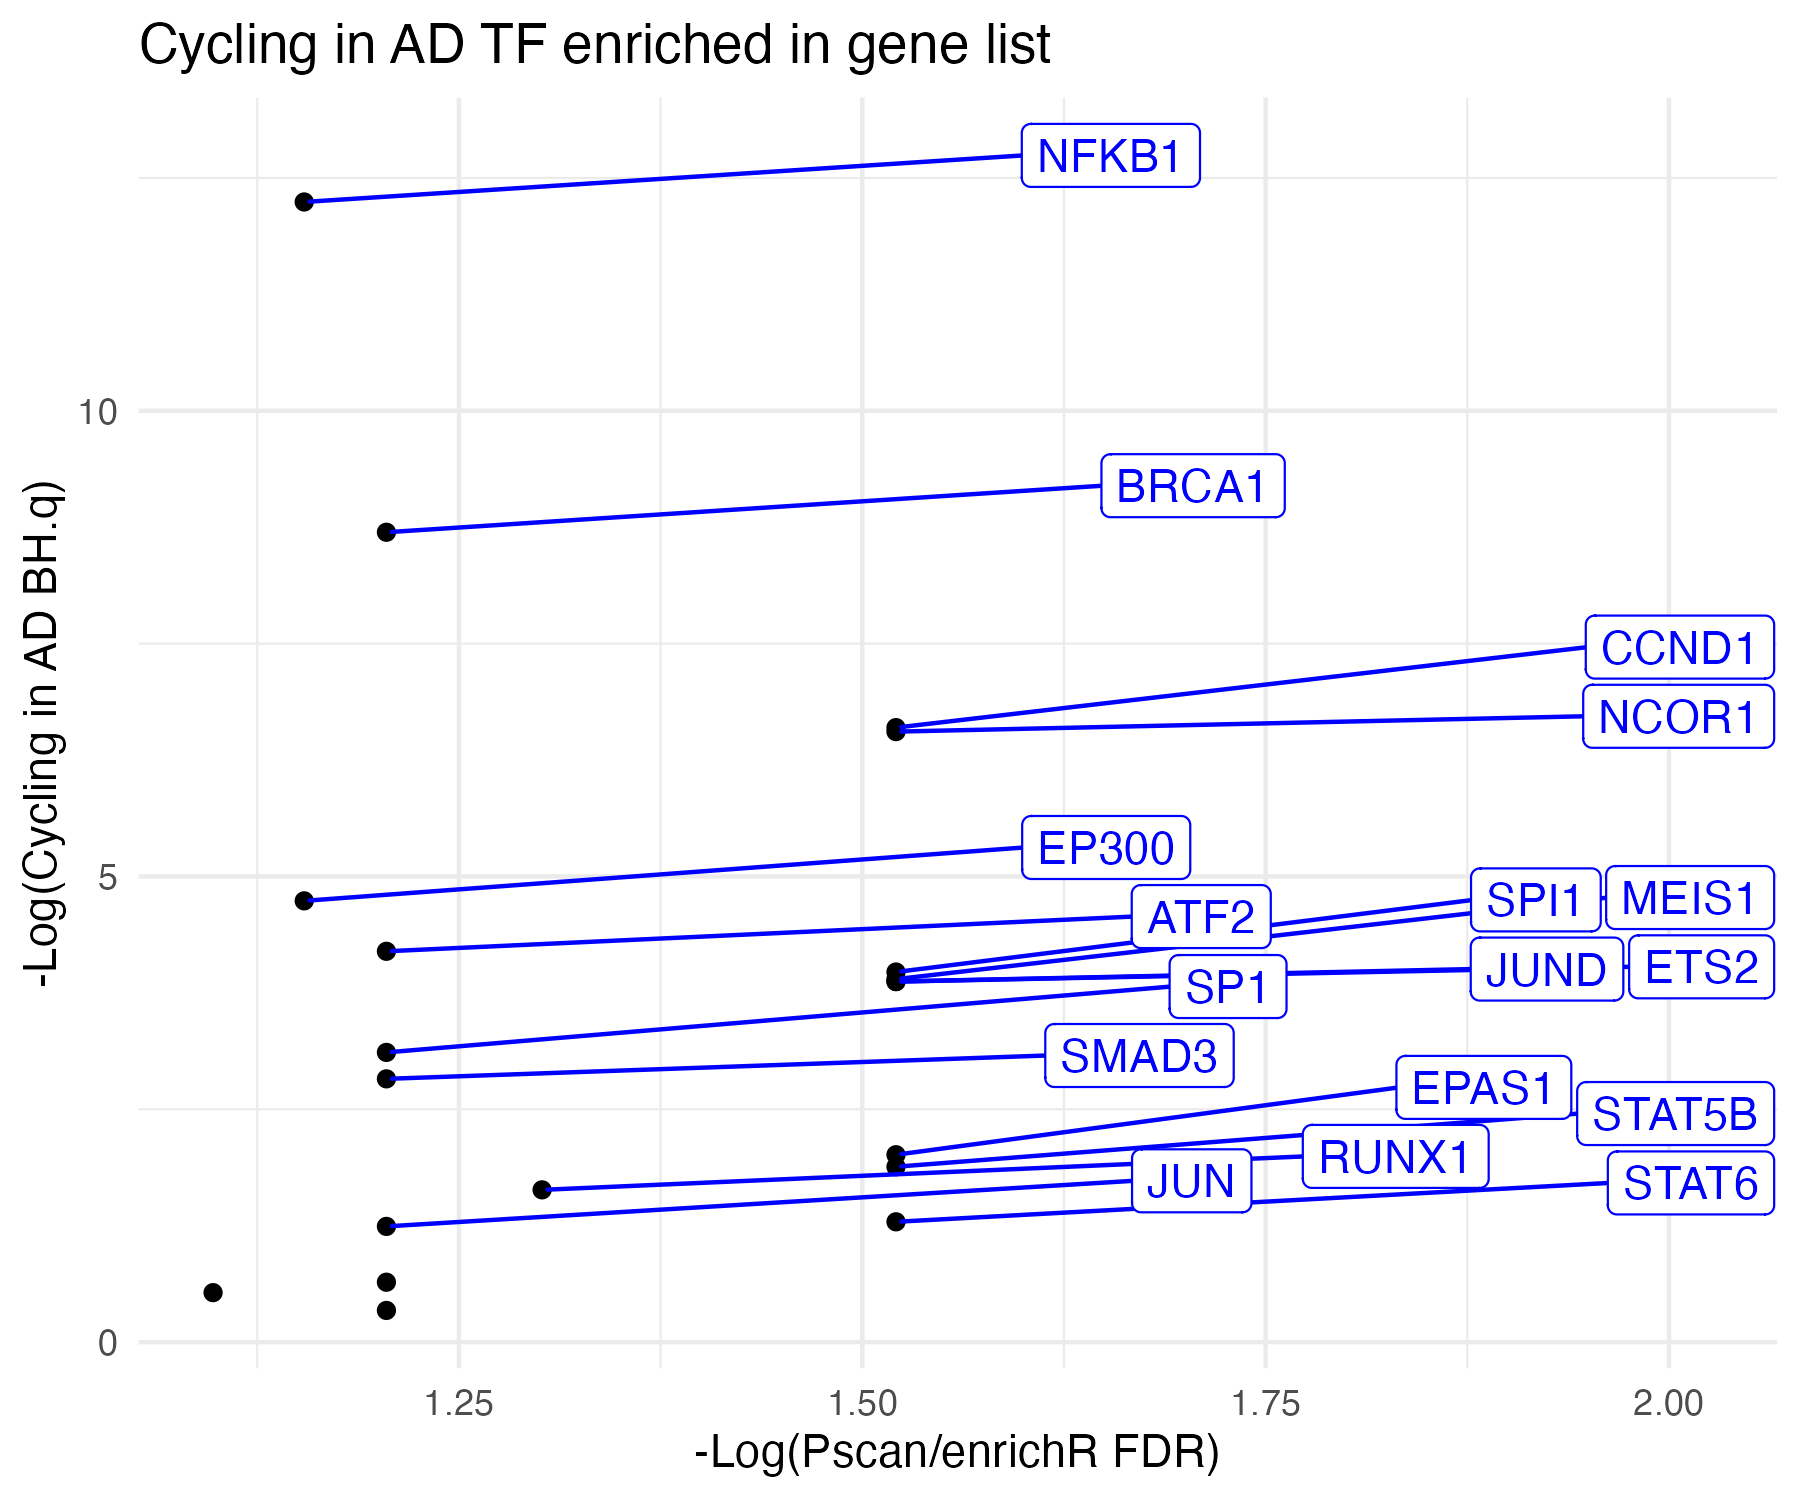 Cycling in AD TF enriched in gene list
-Log(Cycling in AD BH.q)
10
5
0
NFKB1
BRCA1
CCND1
NCOR1
EP300
SPI1
MEIS1
ATF2
JUND
ETS2
SP1
SMAD3
EPAS1
STAT5B
RUNX1
JUN
STAT6
1.25
1.50
1.75
2.00
-Log(Pscan/enrichR FDR)